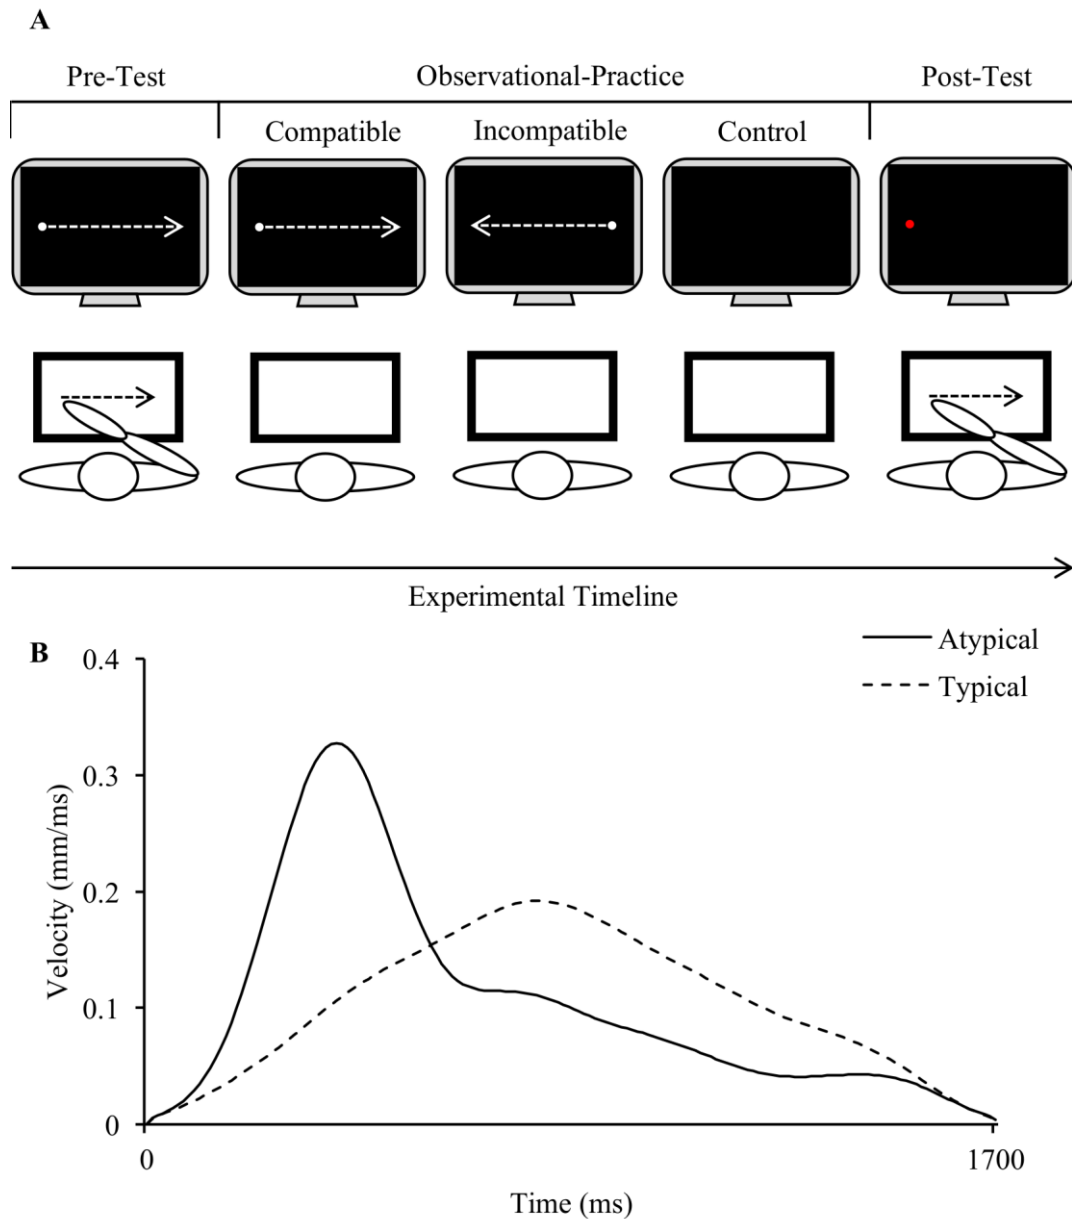 A
Pre-Test Observational-Practice Post-Test
Compatible Incompatible Control
Experimental Timeline
B
Atypical
Typical
0.4
0.3
0.2
0.1
0
Velocity (mm/ms)
0 1700
Time (ms)